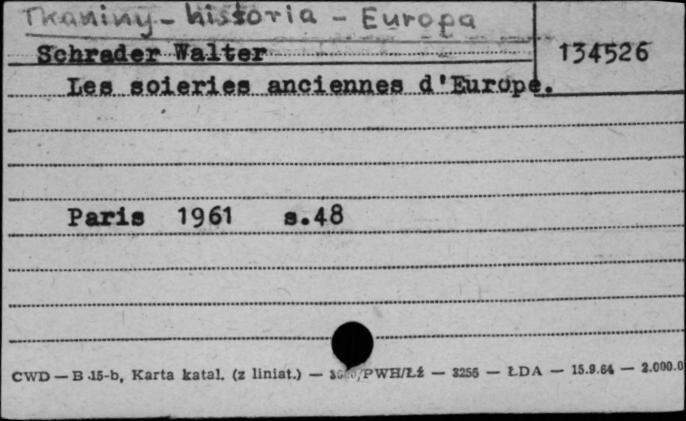 Tkaniny - historia - Europa
Schrader Walter
134526
Les soieries anciennes d'Europe.
Paris 1961 s.48
CWD — B-15-b, Karta katal. (z liniat.) — /PWH/Łź — 3256 — ŁDA — 15.9.64 — 2.000.0